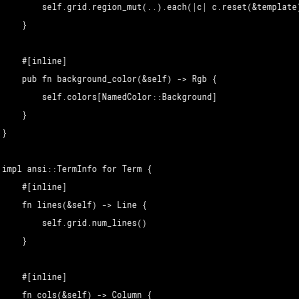 self.grid.region_mut(..).each(|c| c.reset(&template
}
#[inline]
pub fn background_color(&self) -> Rgb {
self.colors[NamedColor::Background]
}
}
impl ansi::TermInfo for Term {
#[inline]
fn lines(&self) -> Line {
self.grid.num_lines()
}
#[inline]
fn cols(&self) -> Column {